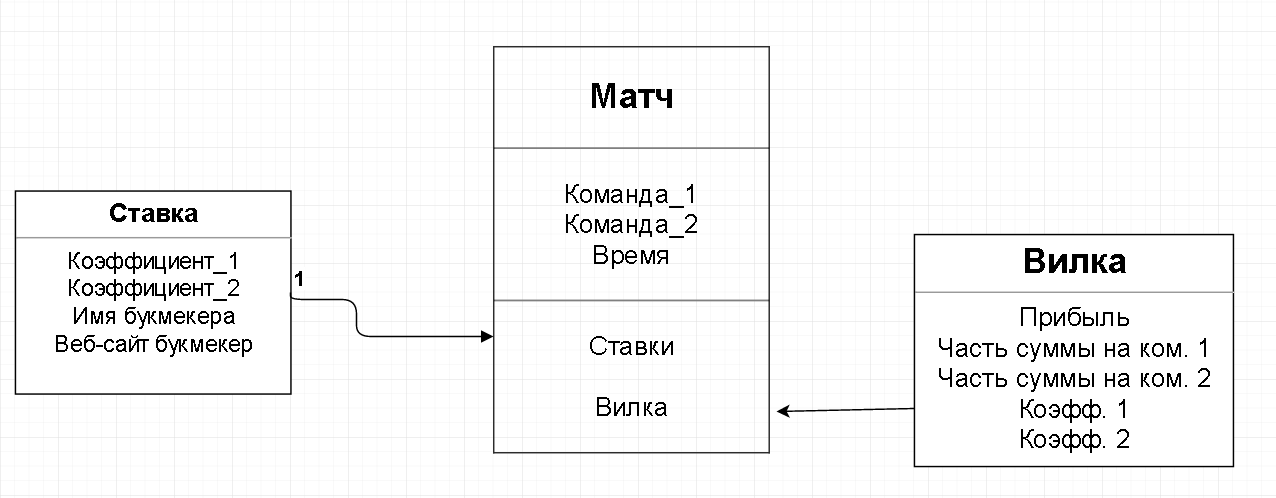 Ставка
Коэффициент_1
Коэффициент_2
Имя букмекера
Веб-сайт букмекер
1
Матч
Команда_1
Команда_2
Время
Ставки
Вилка
Вилка
Прибыль
Часть суммы на ком. 1
Часть суммы на ком. 2
Коэфф. 1
Коэфф. 2